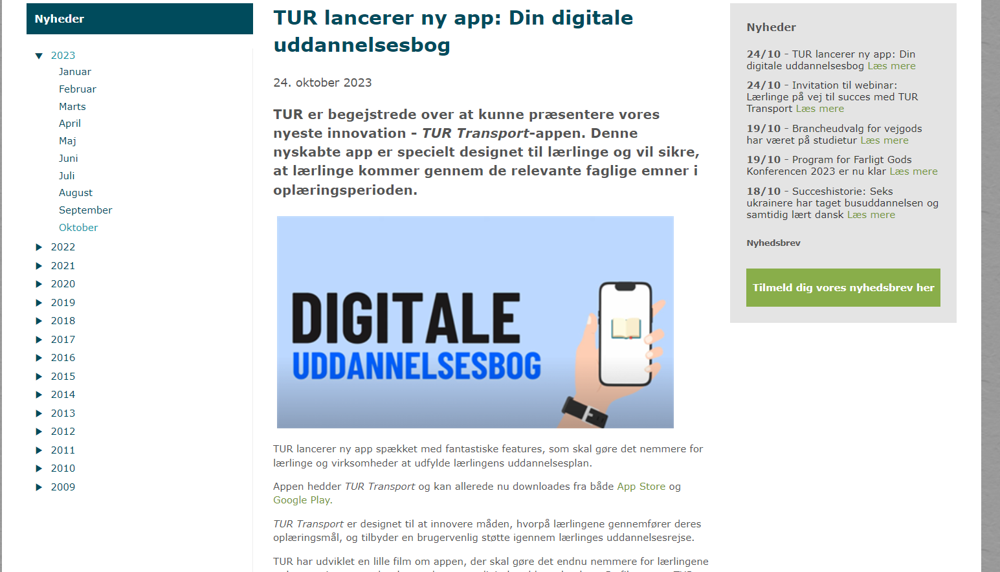 Nyheder
2023
Januar
Februar
Marts
April
Maj
Juni
Juli
August
September
Oktober
2022
2021
2020
2019
2018
2017
2016
2015
2014
2013
2012
2011
2010
2009
TUR lancerer ny app: Din digitale
uddannelsesbog
24. oktober 2023
TUR er begejstrede over at kunne præsentere vores
nyeste innovation - TUR Transport-appen. Denne
nyskabte app er specielt designet til lærlinge og vil sikre,
at lærlinge kommer gennem de relevante faglige emner i
oplæringsperioden.
DIGITALE
UDDANNELSESBOG
TUR lancerer ny app spækket med fantastiske features, som skal gøre det nemmere for
lærlinge og virksomheder at udfylde lærlingens uddannelsesplan.
Appen hedder TUR Transport og kan allerede nu downloades fra både App Store og
Google Play.
TUR Transport er designet til at innovere måden, hvorpå lærlingene gennemfører deres
oplæringsmål, og tilbyder en brugervenlig støtte igennem lærlinges uddannelsesrejse.
TUR har udviklet en lille film om appen, der skal gøre det endnu nemmere for lærlingene
Nyheder
24/10 - TUR lancerer ny app: Din
digitale uddannelsesbog Læs mere
24/10 - Invitation til webinar:
Lærlinge på vej til succes med TUR
Transport Læs mere
19/10 - Brancheudvalg for vejgods
har været på studietur Læs mere
19/10 - Program for Farligt Gods
Konferencen 2023 er nu klar Læs mere
18/10 - Succeshistorie: Seks
ukrainere har taget busuddannelsen og
samtidig lært dansk Læs mere
Nyhedsbrev
Tilmeld dig vores nyhedsbrev her